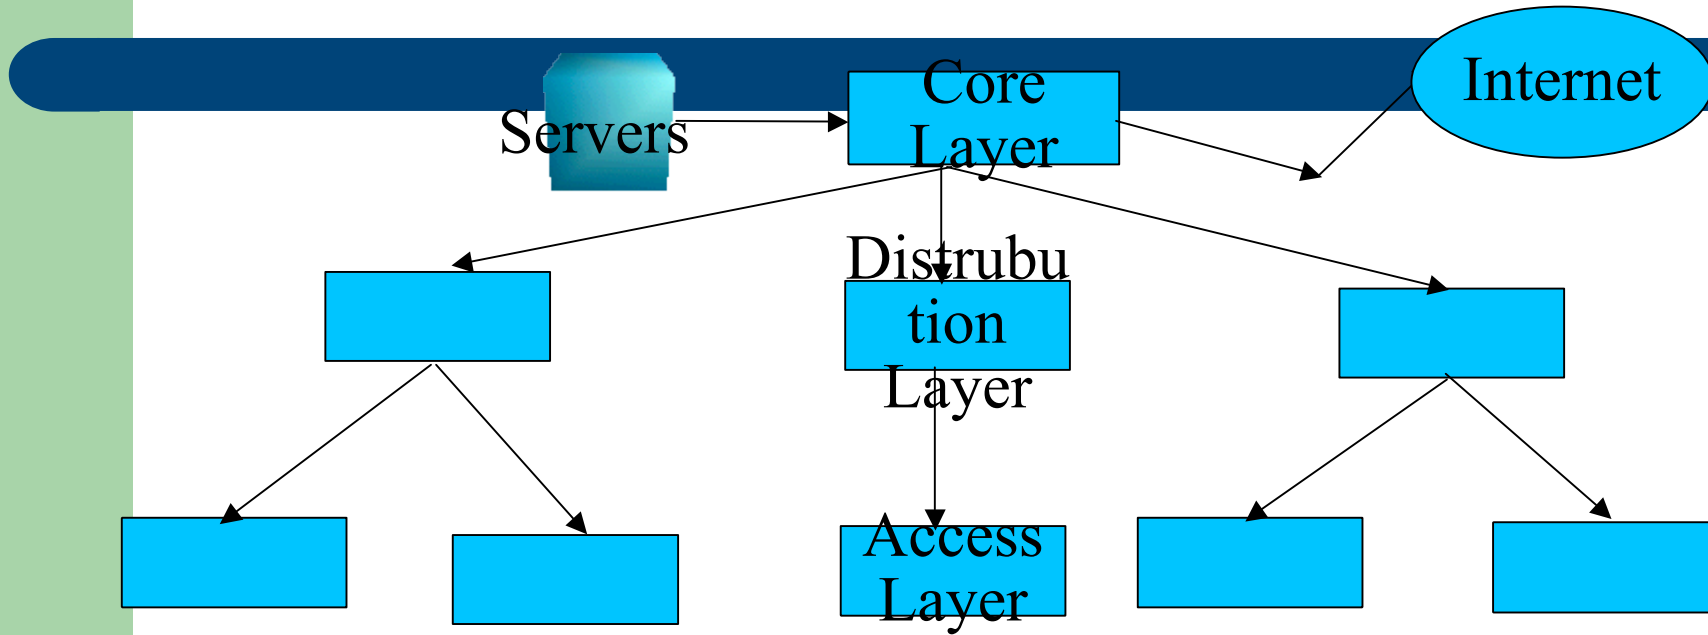 Servers
Core
Layer
Internet
Distrubu
tion
Layer
Access
Layer